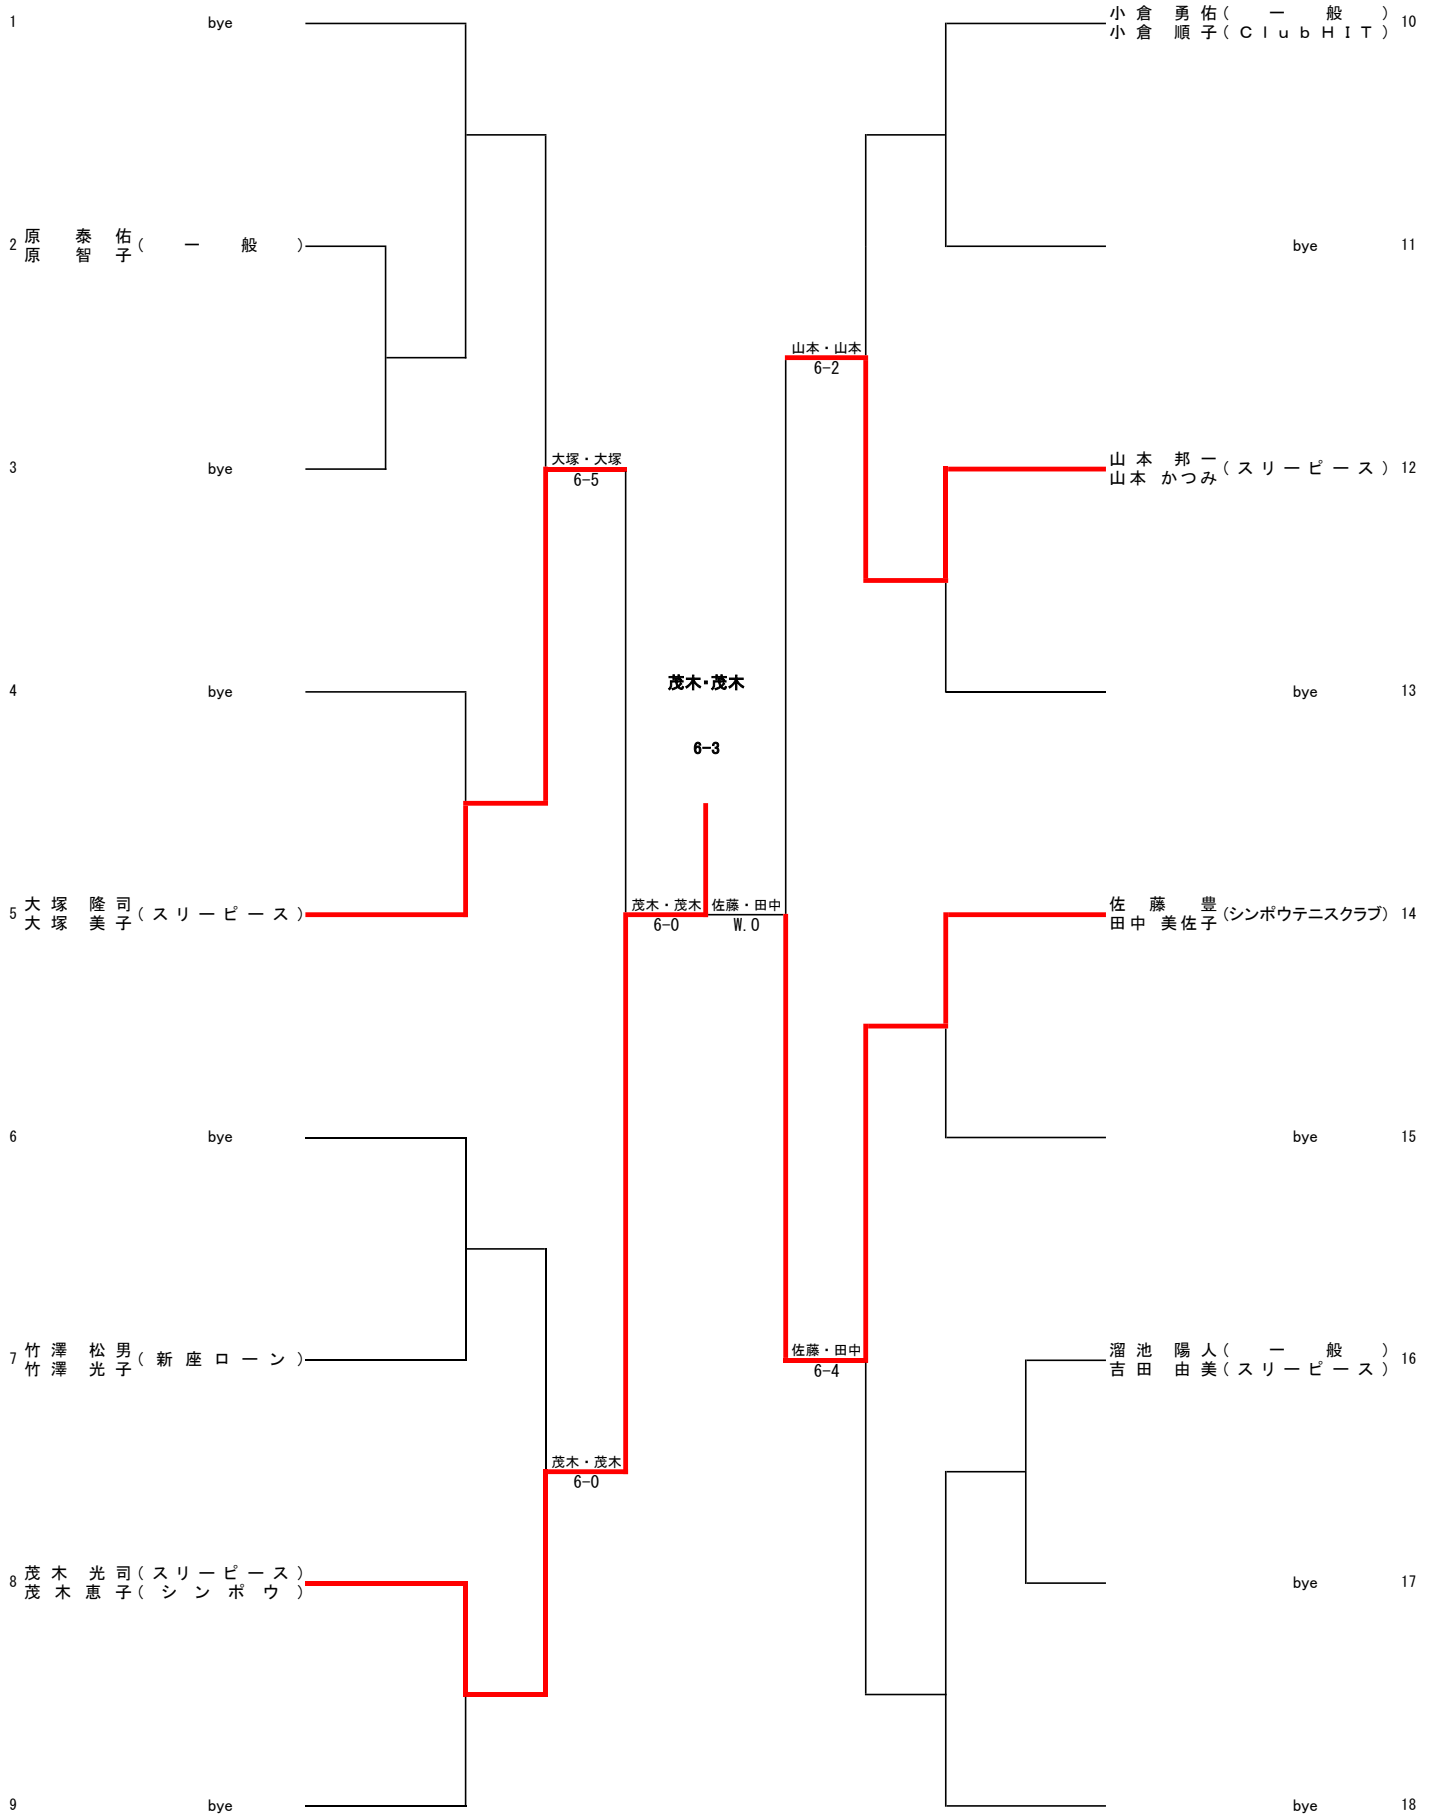 1 bye
2 原 泰 佑 ( 一 般 )
原 智 子
3 bye
4 bye
5 大塚 隆司 (スリーピース)
大塚 美子
6 bye
7 竹澤 松男 (新座ローン)
竹澤 光子
8 茂木 光司 (スリーピース)
茂木 恵子 (シンポウ)
9 bye
大塚・大塚
6-5
茂木・茂木
6-0
茂木・茂木
6-0
茂木・茂木
6-3
佐藤・田中
W.O
山本・山本
6-2
佐藤・田中
6-4
小倉 勇佑 ( 一 般 ) 10
小倉 順子 (ClubHIT)
bye 11
山本 邦一 (スリーピース) 12
山本 かつみ
bye 13
佐藤 豊 (シンポウテニスクラブ) 14
田中 美佐子
bye 15
溜池 陽人 ( 一 般 ) 16
吉田 由美 (スリーピース)
bye 17
bye 18